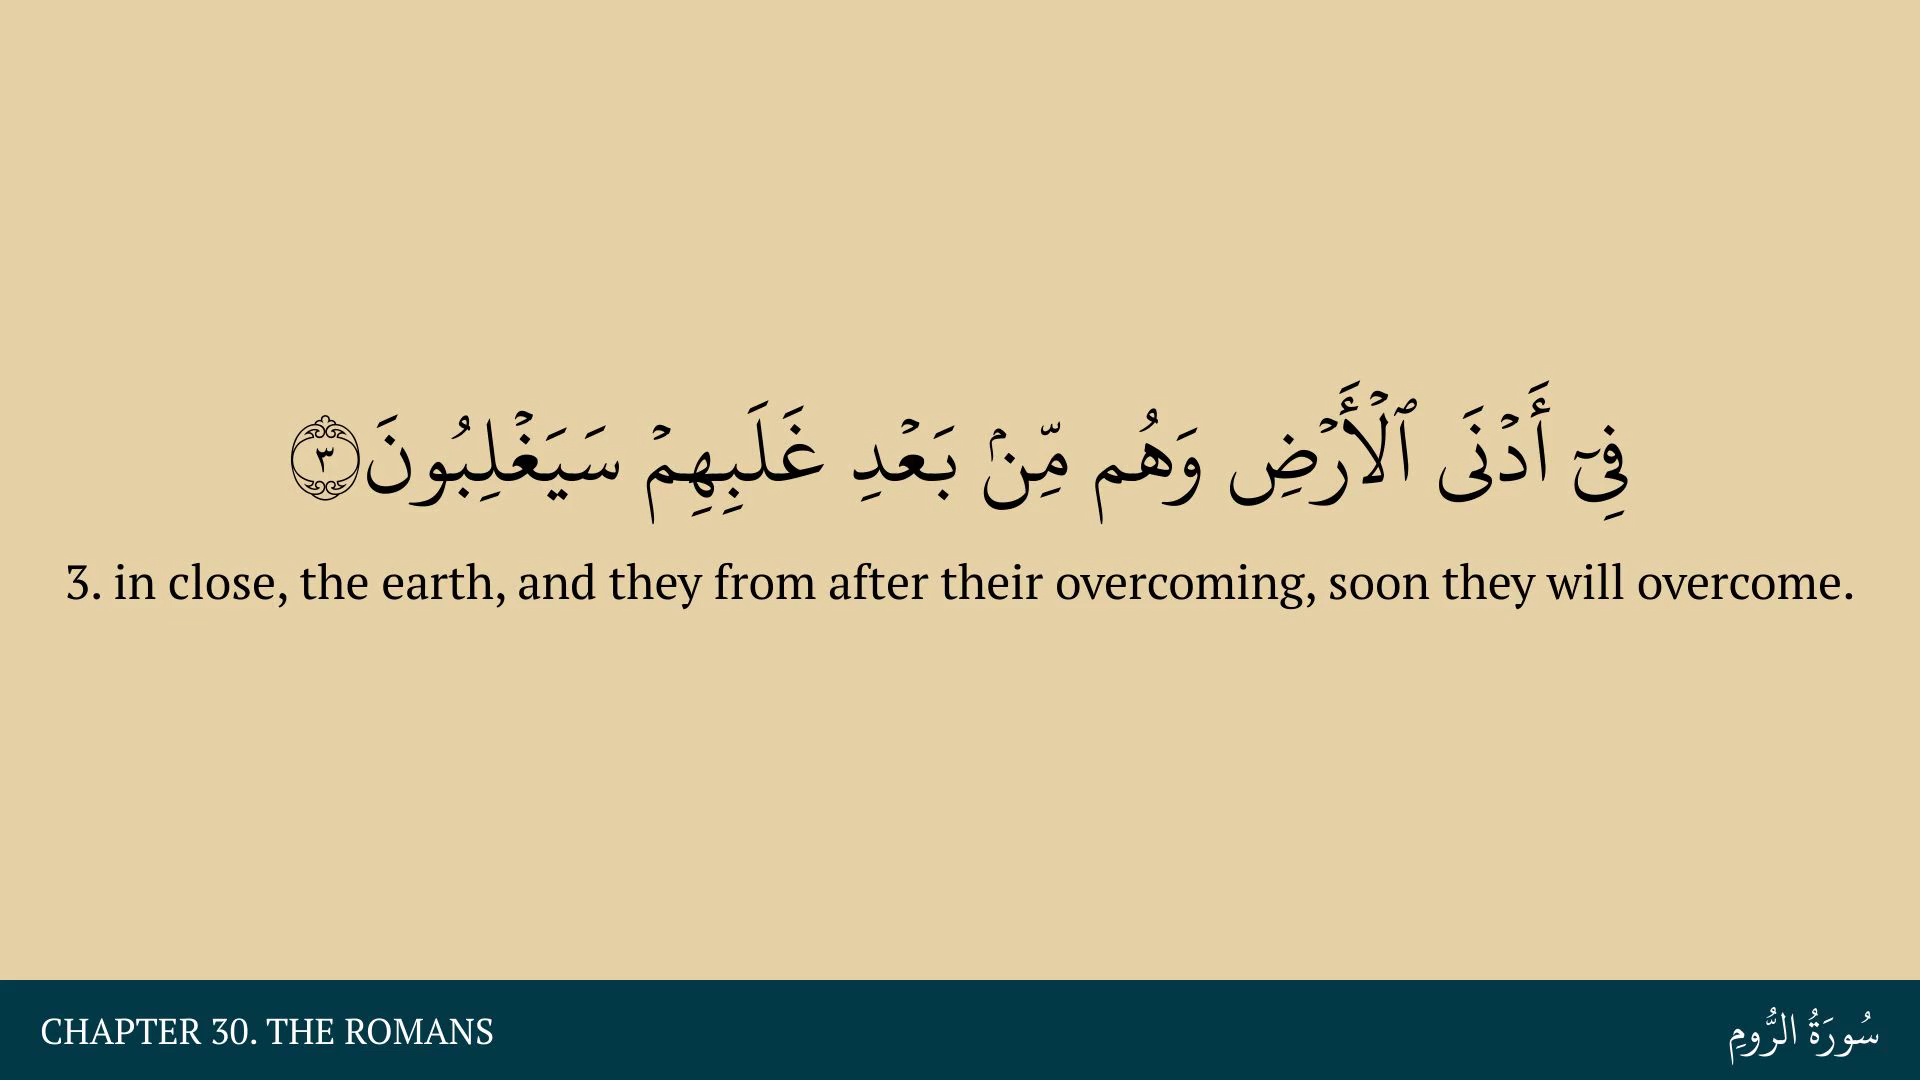 فِىٓ أَدۡنَى ٱلۡأَرۡضِ وَهُم مِّنۢ بَعۡدِ غَلَبِهِمۡ سَيَغۡلِبُونَ ٣
3. in close, the earth, and they from after their overcoming, soon they will overcome.
CHAPTER 30. THE ROMANS
سُورَةُ الرُّومِ